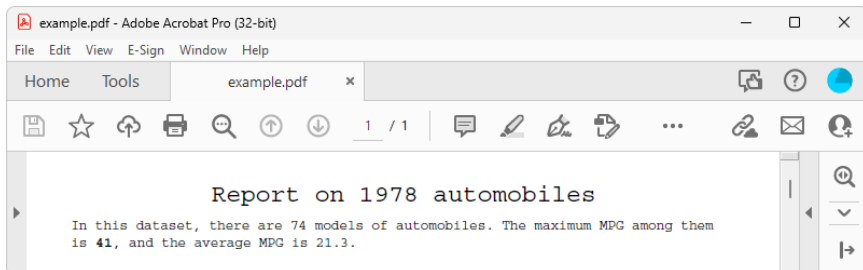 example.pdf - Adobe Acrobat Pro (32-bit)
File Edit View E-Sign Window Help
Home Tools example.pdf ×
1 / 1
Report on 1978 automobiles
In this dataset, there are 74 models of automobiles. The maximum MPG among them
is 41, and the average MPG is 21.3.